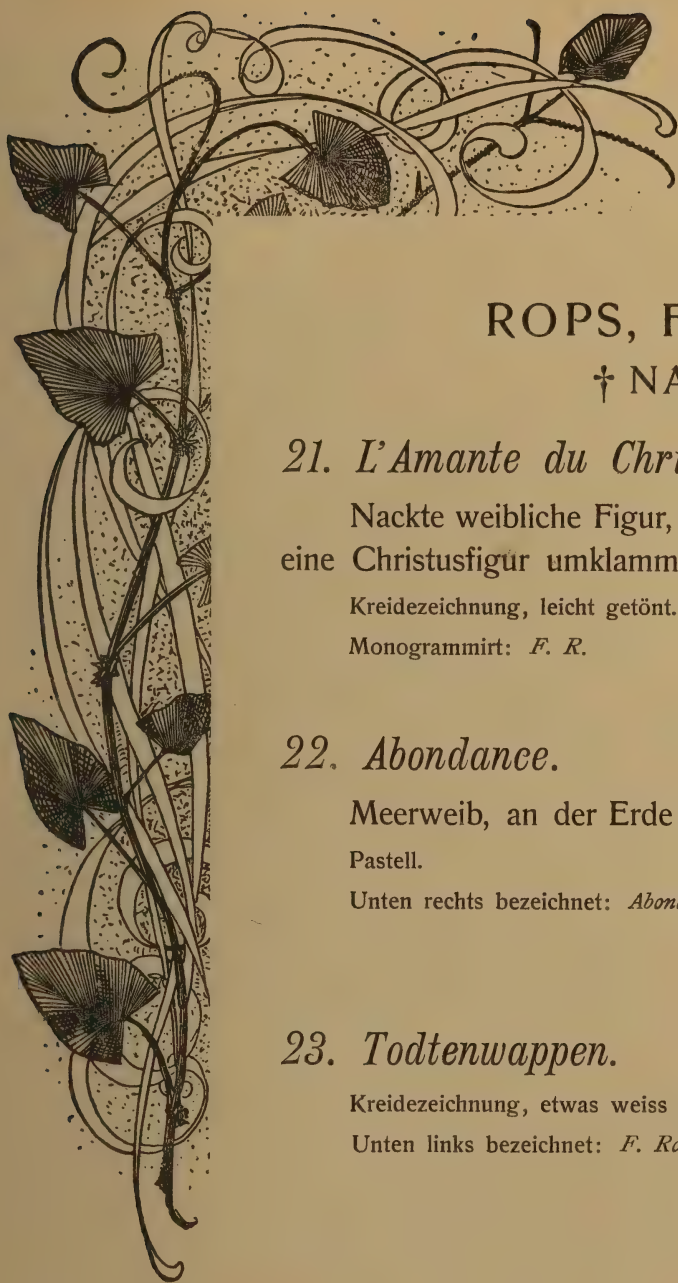 ROPS, F
† NA
21. L'Amante du Chri
Nackte weibliche Figur,
eine Christusfigur umklamm
Kreidezeichnung, leicht getönt.
Monogrammirt: F. R.
22. Abondance.
Meerweib, an der Erde
Pastell.
Unten rechts bezeichnet: Abon
23. Todtenwappen.
Kreidezeichnung, etwas weiss
Unten links bezeichnet: F. Ro